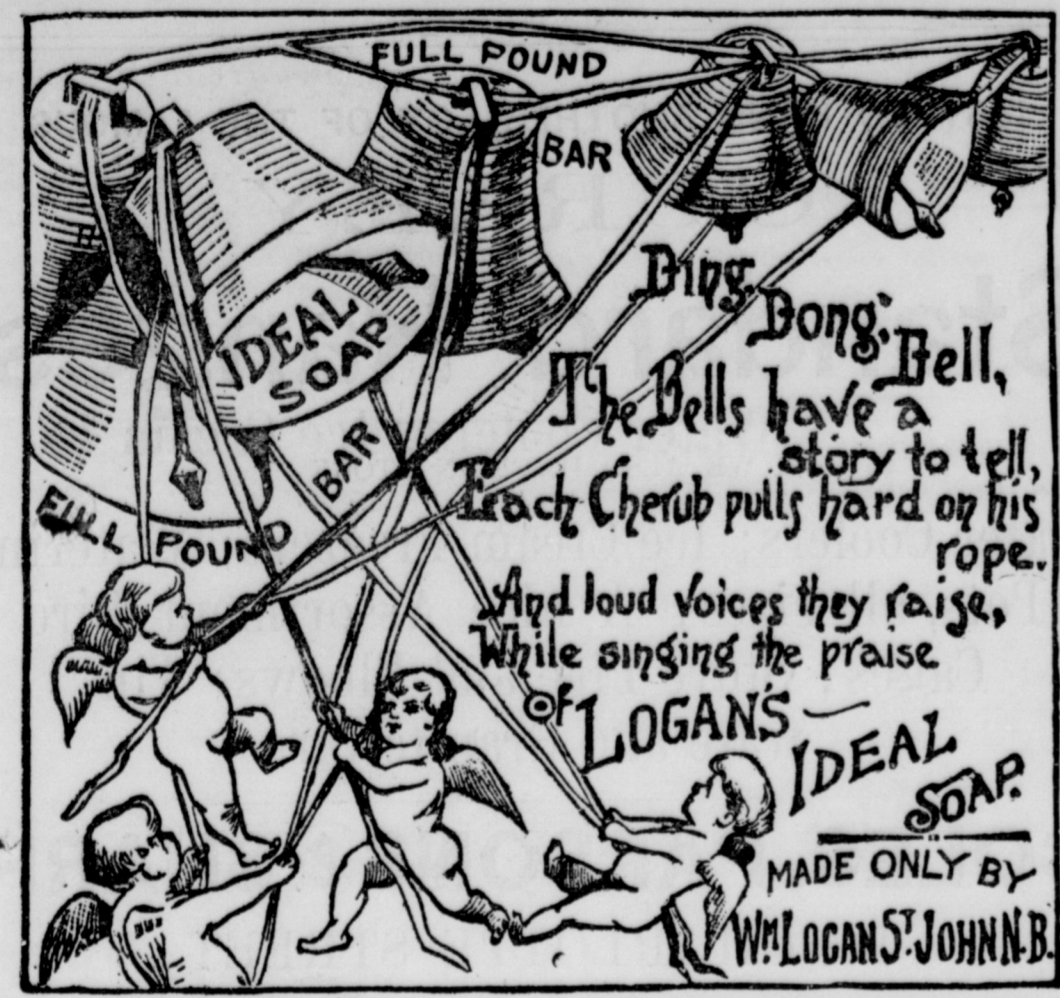 FULL POUND
BAR
IDEAL
SOAP
FULL POUND
BAR
Ding.
Dong.
Bell,
The Bells have a
story to tell,
Each Cherub pulls hard on his
rope.
And loud voices they raise,
While singing the praise
OF LOGAN'S
IDEAL
SOAP.
MADE ONLY BY
WM LOGAN ST. JOHN N.B.